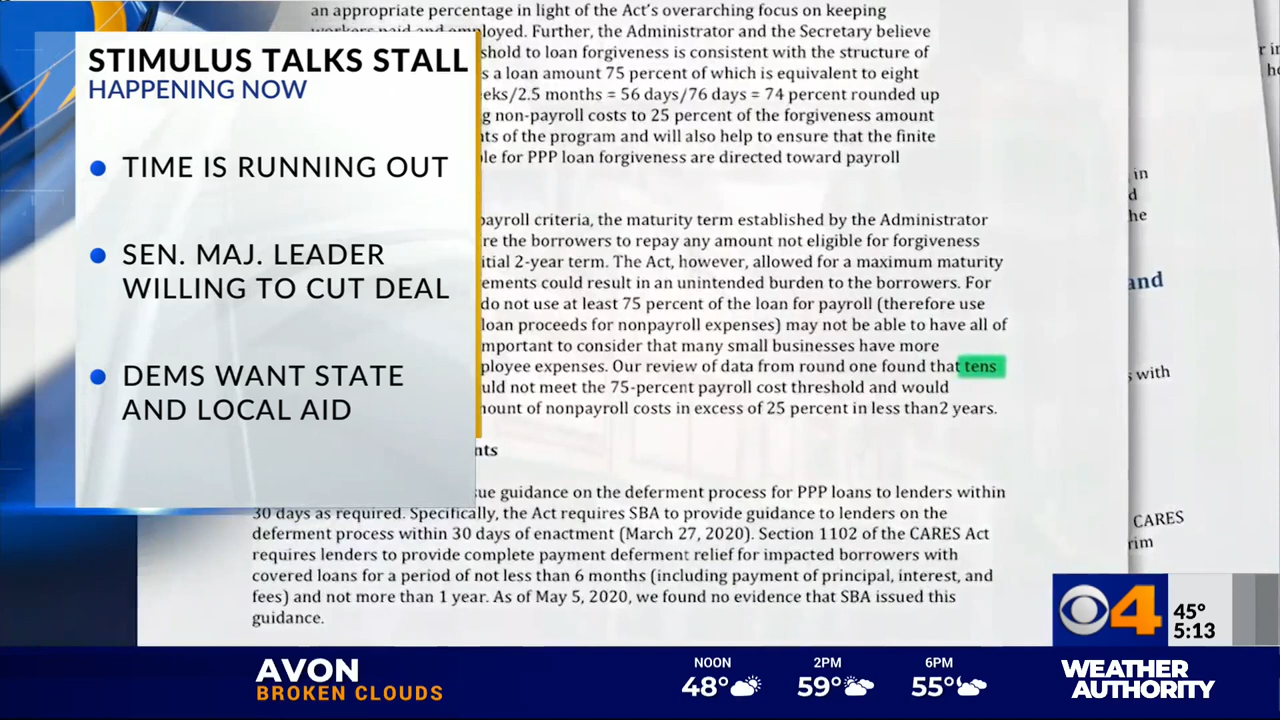 STIMULUS TALKS STALL
HAPPENING NOW
TIME IS RUNNING OUT
SEN. MAJ. LEADER
WILLING TO CUT DEAL
DEMS WANT STATE
AND LOCAL AID
an appropriate percentage in light of the Act's overarching focus on keeping
workers paid and employed. Further, the Administrator and the Secretary believe
to loan forgiveness is consistent with the structure of
a loan amount 75 percent of which is equivalent to eight
months = 56 days/76 days = 74 percent rounded up
non-payroll costs to 25 percent of the forgiveness amount
of the program and will also help to ensure that the finite
for PPP loan forgiveness are directed toward payroll
payroll criteria, the maturity term established by the Administrator
the borrowers to repay any amount not eligible for forgiveness
2-year term. The Act, however, allowed for a maximum maturity
could result in an unintended burden to the borrowers. For
do not use at least 75 percent of the loan for payroll (therefore use
loan proceeds for nonpayroll expenses) may not be able to have all of
to consider that many small businesses have more
expenses. Our review of data from round one found that tens
not meet the 75-percent payroll cost threshold and would
of nonpayroll costs in excess of 25 percent in less than2 years.
nts
guidance on the deferment process for PPP loans to lenders within
30 days as required. Specifically, the Act requires SBA to provide guidance to lenders on the
deferment process within 30 days of enactment (March 27, 2020). Section 1102 of the CARES Act
requires lenders to provide complete payment deferment relief for impacted borrowers with
covered loans for a period of not less than 6 months (including payment of principal, interest, and
fees) and not more than 1 year. As of May 5, 2020, we found no evidence that SBA issued this
guidance.
in
he
and
with
CARES
rim
4
45°
5:13
AVON
BROKEN CLOUDS
NOON
48°
2PM
59°
6PM
55°
WEATHER
AUTHORITY